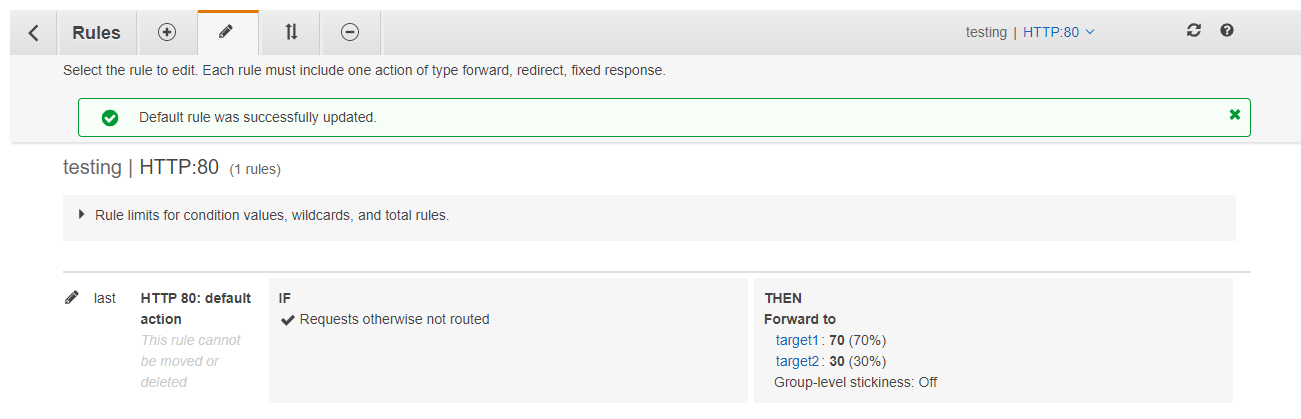 Rules
testing | HTTP:80
Select the rule to edit. Each rule must include one action of type forward, redirect, fixed response.
Default rule was successfully updated.
testing | HTTP:80 (1 rules)
Rule limits for condition values, wildcards, and total rules.
last
HTTP 80: default
action
This rule cannot
be moved or
deleted
IF
Requests otherwise not routed
THEN
Forward to
target1: 70 (70%)
target2: 30 (30%)
Group-level stickiness: Off